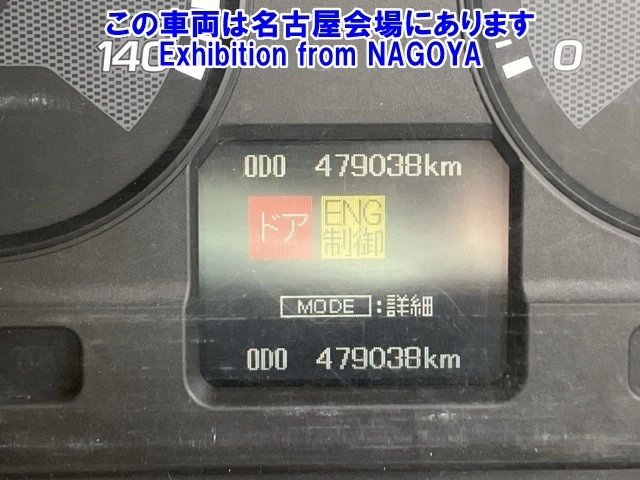 この車両は名古屋会場にあります
Exhibition from NAGOYA
140
0
ODO 479038km
ドア ENG
制御
MODE :詳細
ODO 479038km